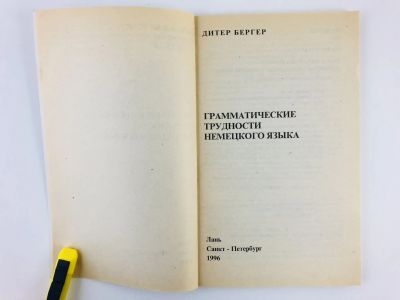 ДИТЕР БЕРГЕР
ГРАММАТИЧЕСКИЕ
ТРУДНОСТИ
НЕМЕЦКОГО ЯЗЫКА
Лань
Санкт - Петербург
1996